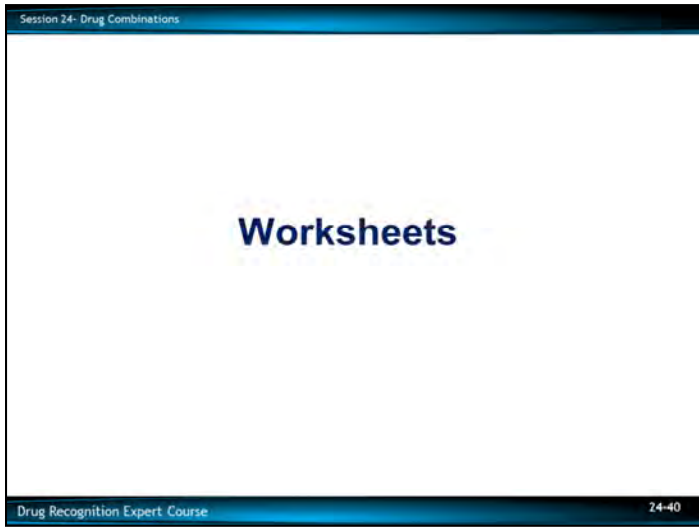 Session 24- Drug Combinations
Worksheets
Drug Recognition Expert Course
24-40